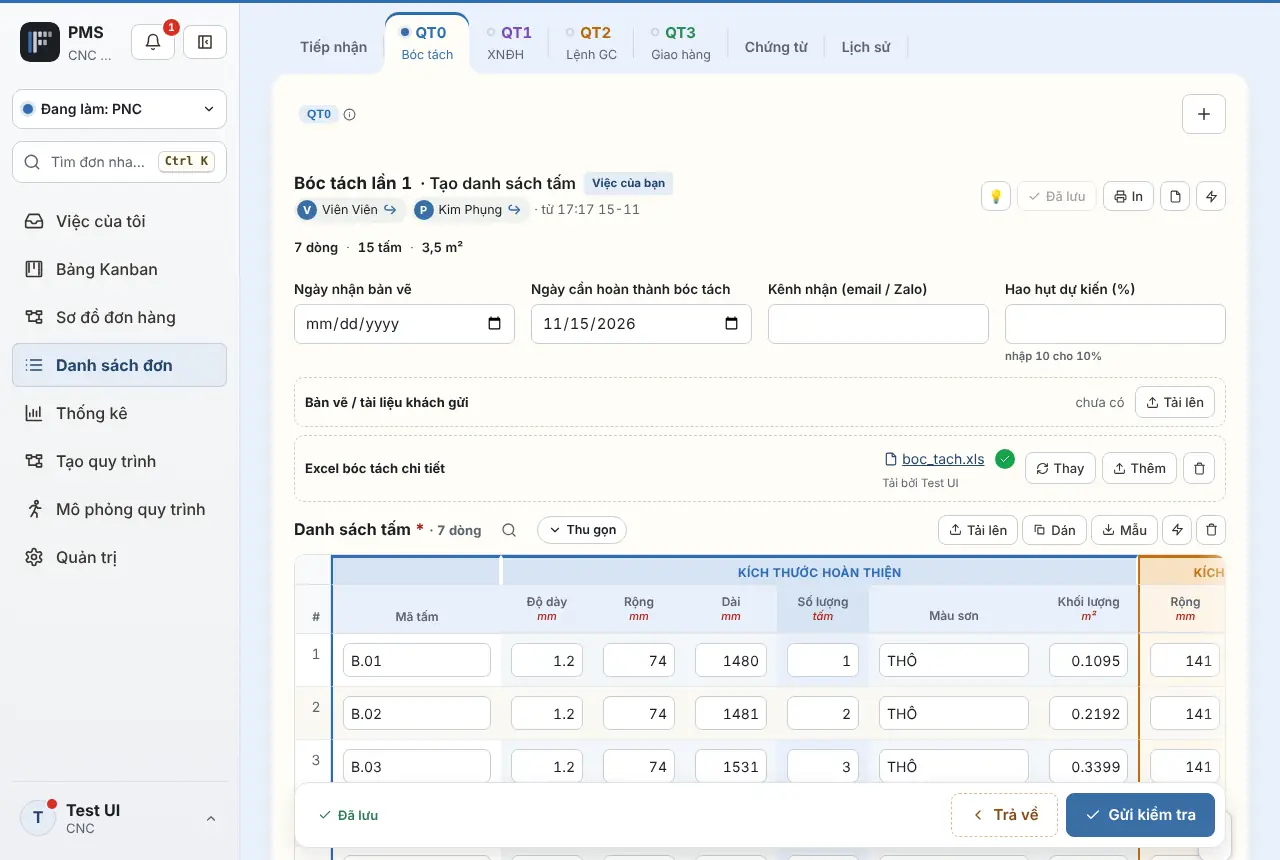 PMS
CNC ...
1
Đang làm: PNC
Tìm đơn nha... Ctrl K
Việc của tôi
Bảng Kanban
Sơ đồ đơn hàng
Danh sách đơn
Thống kê
Tạo quy trình
Mô phỏng quy trình
Quản trị
T
Test UI
CNC
Tiếp nhận
QT0
Bóc tách
QT1
XNĐH
QT2
Lệnh GC
QT3
Giao hàng
Chứng từ
Lịch sử
QT0
Bóc tách lần 1 · Tạo danh sách tấm Việc của bạn
V Viên Viên P Kim Phụng · từ 17:17 15-11
Đã lưu In
7 dòng · 15 tấm · 3,5 m²
Ngày nhận bản vẽ Ngày cần hoàn thành bóc tách Kênh nhận (email / Zalo) Hao hụt dự kiến (%)
mm/dd/yyyy 11/15/2026
nhập 10 cho 10%
Bản vẽ / tài liệu khách gửi chưa có Tải lên
Excel bóc tách chi tiết boc_tach.xls Thay Thêm
Tải bởi Test UI
Danh sách tấm * · 7 dòng Thu gọn Tải lên Dán Mẫu
KÍCH THƯỚC HOÀN THIỆN KÍCH
# Mã tấm Độ dày mm Rộng mm Dài mm Số lượng tấm Màu sơn Khối lượng m² Rộng mm
1 B.01 1.2 74 1480 1 THÔ 0.1095 141
2 B.02 1.2 74 1481 2 THÔ 0.2192 141
3 B.03 1.2 74 1531 3 THÔ 0.3399 141
Đã lưu Trả về Gửi kiểm tra